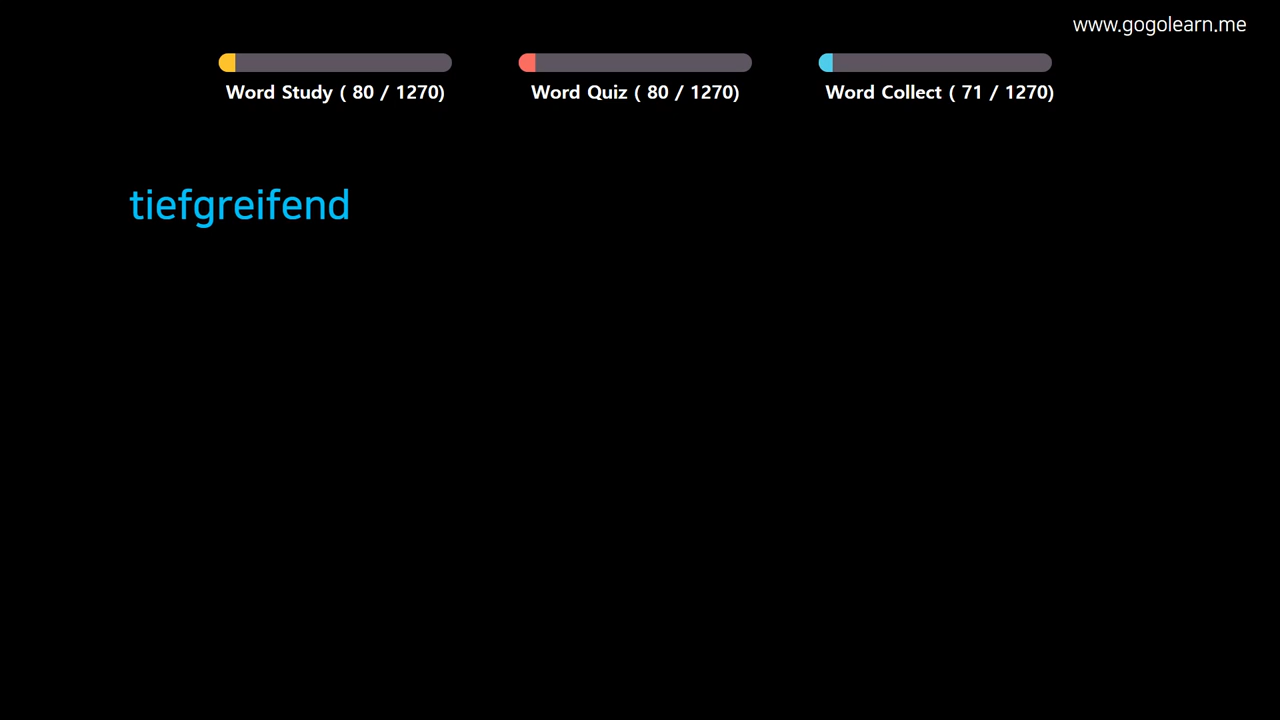 www.gogolearn.me
Word Study ( 80 / 1270)
Word Quiz ( 80 / 1270)
Word Collect ( 71 / 1270)
tiefgreifend